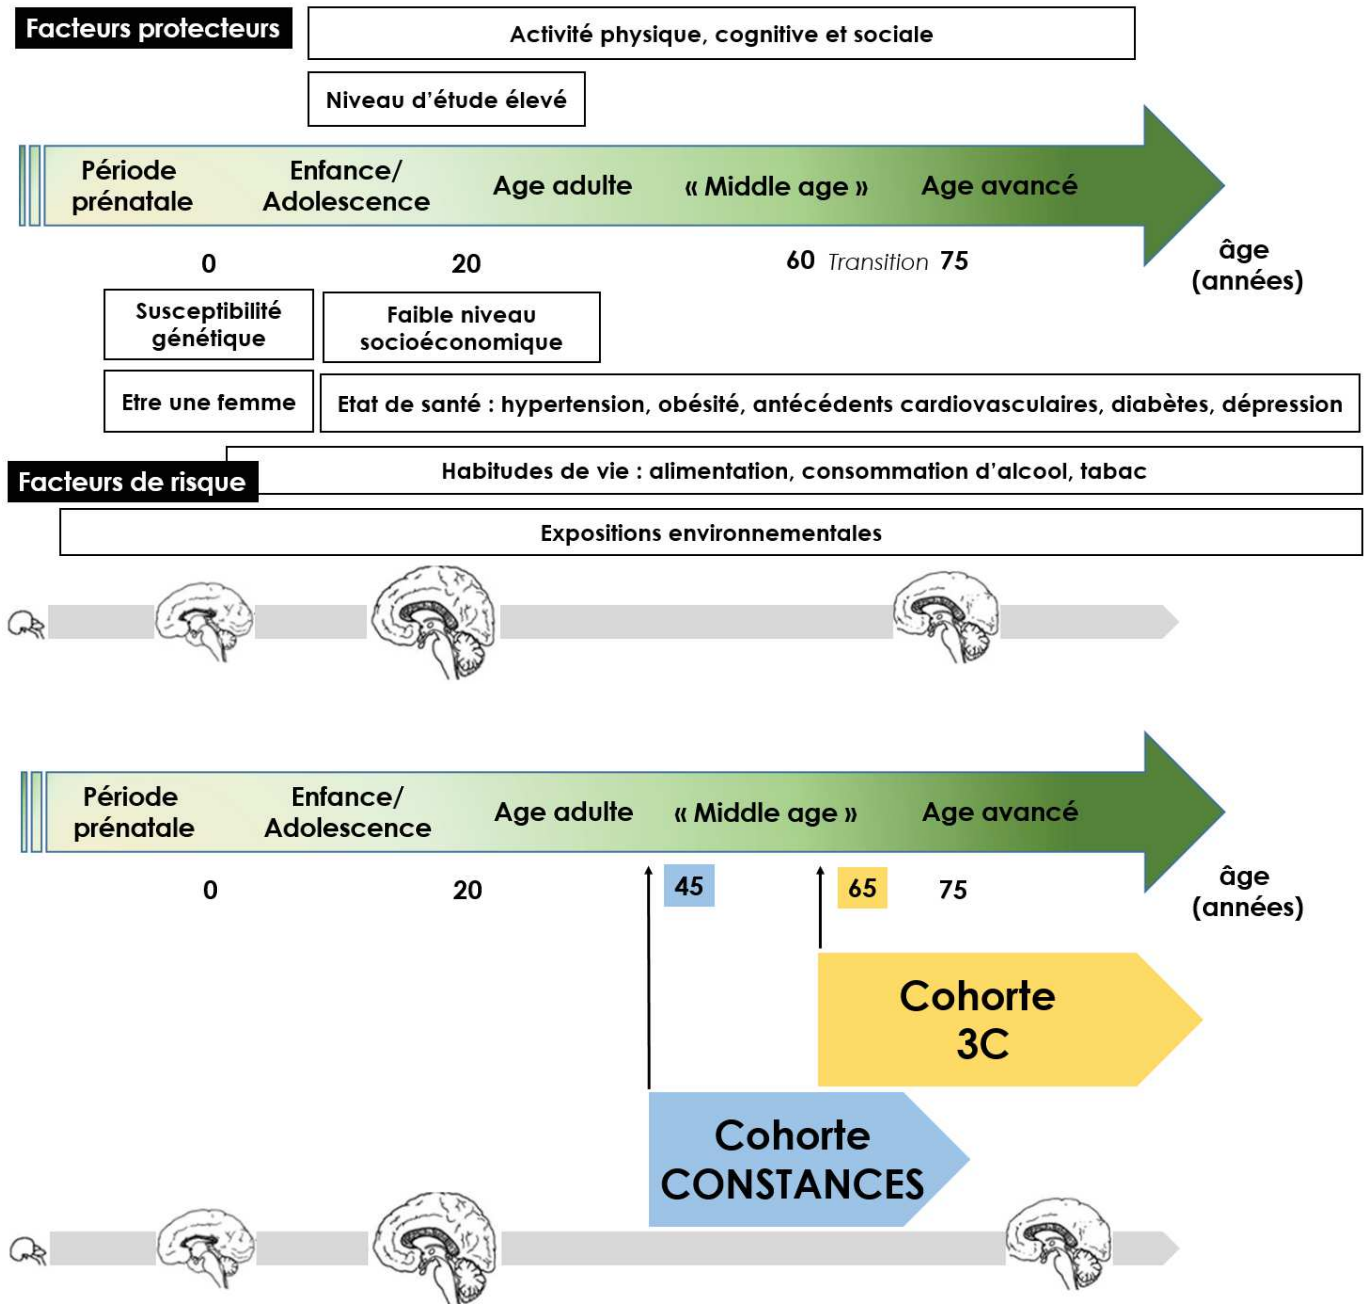 Facteurs protecteurs
Activité physique, cognitive et sociale
Niveau d’étude élevé
Période
prénatale
Enfance/
Adolescence
Age adulte
« Middle age »
Age avancé
0
20
60 Transition 75
âge
(années)
Susceptibilité
génétique
Faible niveau
socioéconomique
Etre une femme
Etat de santé : hypertension, obésité, antécédents cardiovasculaires, diabètes, dépression
Facteurs de risque
Habitudes de vie : alimentation, consommation d’alcool, tabac
Expositions environnementales
Période
prénatale
Enfance/
Adolescence
Age adulte
« Middle age »
Age avancé
0
20
45
65
75
âge
(années)
Cohorte
3C
Cohorte
CONSTANCES